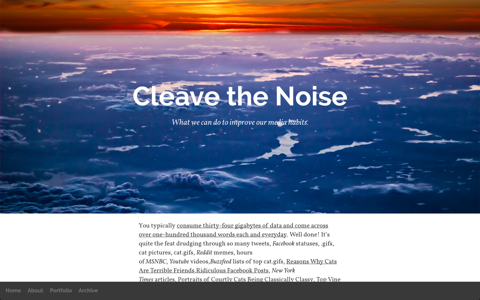 Cleave the Noise
What we can do to improve our media habits.
You typically consume thirty-four gigabytes of data and come across
over one-hundred thousand words each and everyday. Well done! It's
quite the feat drudging through so many tweets, Facebook statuses, .gifs,
cat pictures, cat.gifs, Reddit memes, hours
of MSNBC, Youtube videos,Buzzfeed lists of top cat.gifs, Reasons Why Cats
Are Terrible Friends Ridiculous Facebook Posts, New York
Times articles, Portraits of Courtly Cats Being Classically Classy, Top Vine
Home About Portfolio Archive